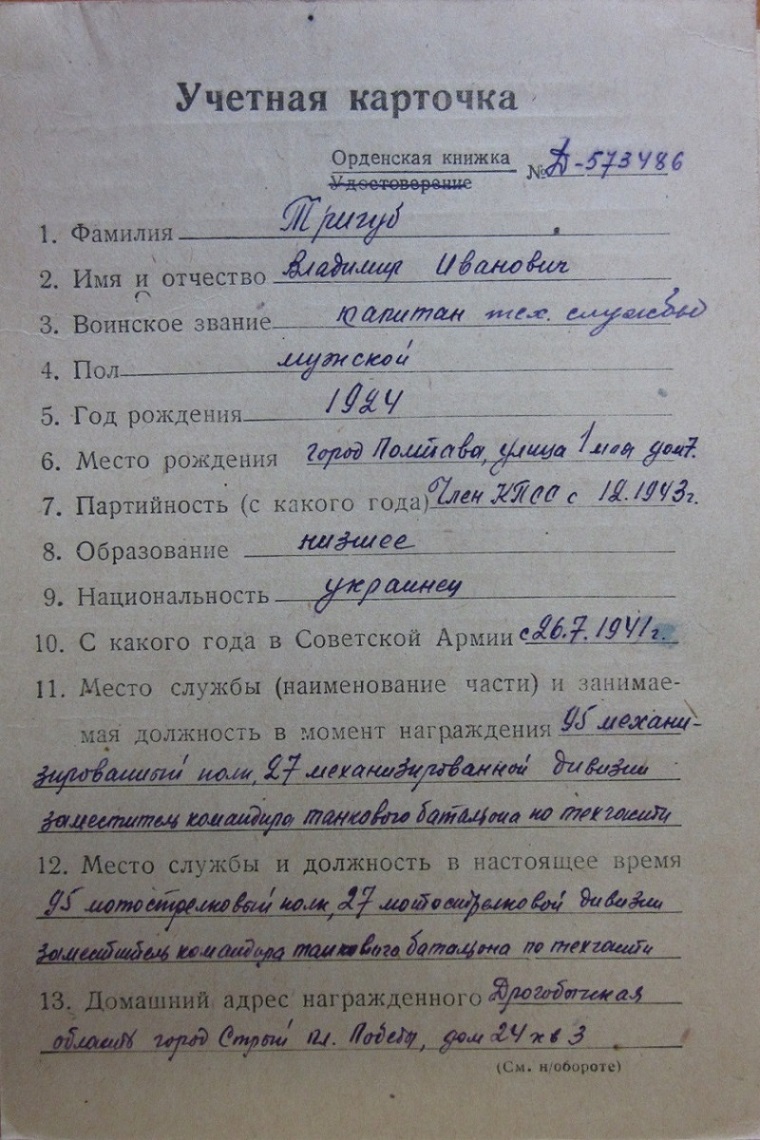 Учетная карточка
Орденская книжка
Удостоверение № Д-573486
1. Фамилия Тригуб
2. Имя и отчество Владимир Иванович
3. Воинское звание капитан тех. службы
4. Пол мужской
5. Год рождения 1924
6. Место рождения город Полтава, улица 1 мая дом 7.
7. Партийность (с какого года) Член КПСС с 12.1943 г.
8. Образование низшее
9. Национальность украинец
10. С какого года в Советской Армии с 26.7.1941 г.
11. Место службы (наименование части) и занимае-
мая должность в момент награждения 95 механи-
зированный полк, 27 механизированной дивизии
заместитель командира танкового батальона по техчасти
12. Место службы и должность в настоящее время
95 мотострелковый полк, 27 мотострелковой дивизии
заместитель командира танкового батальона по техчасти
13. Домашний адрес награжденного Дрогобычская
область город Стрый пл. Победы, дом 24 кв 3
(См. н/обороте)